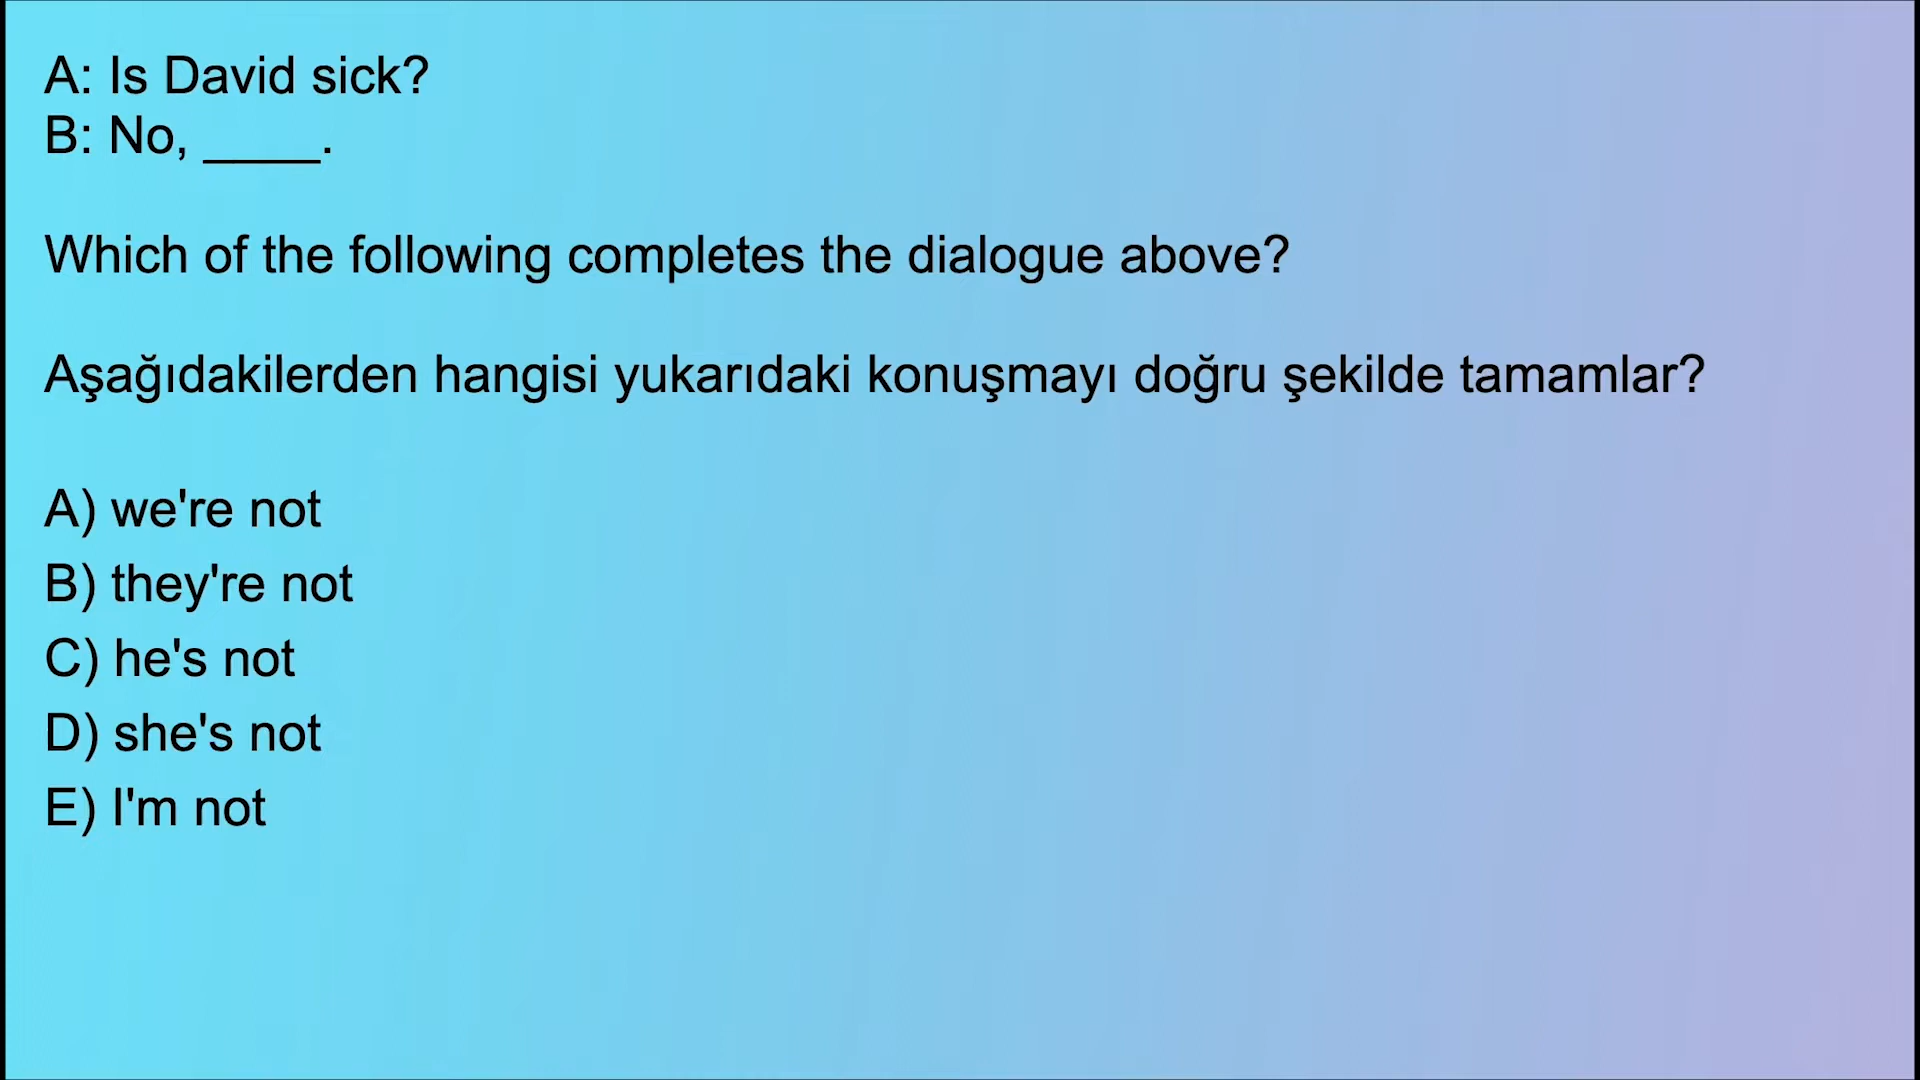 A: Is David sick?
B: No, ____.
Which of the following completes the dialogue above?
Aşağıdakilerden hangisi yukarıdaki konuşmayı doğru şekilde tamamlar?
A) we're not
B) they're not
C) he's not
D) she's not
E) I'm not